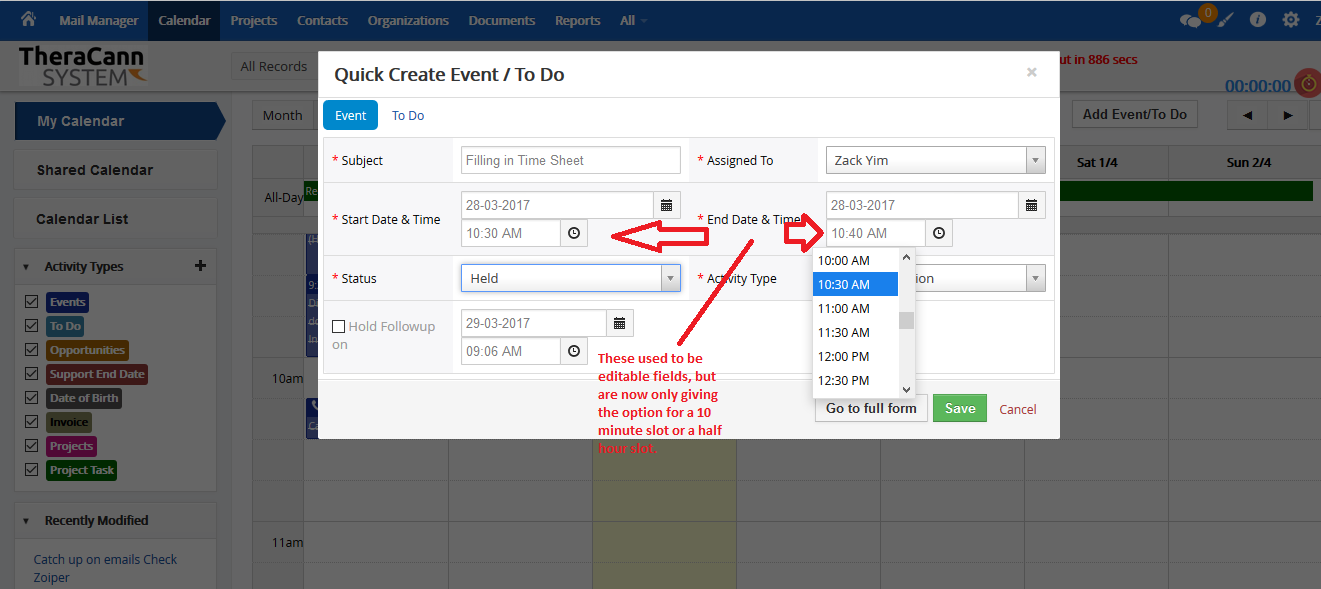 Mail Manager Calendar Projects Contacts Organizations Documents Reports All 0
TheraCann
SYSTEM
All Records
ut in 886 secs
00:00:00
My Calendar
Shared Calendar
Calendar List
Activity Types +
Events
To Do
Opportunities
Support End Date
Date of Birth
Invoice
Projects
Project Task
Recently Modified
Catch up on emails Check
Zoiper
Month
Add Event/To Do
Sat 1/4 Sun 2/4
All-Day Re
10am
11am
Quick Create Event / To Do ×
Event To Do
* Subject Filling in Time Sheet * Assigned To Zack Yim
28-03-2017 28-03-2017
* Start Date & Time * End Date & Time
10:30 AM 10:40 AM
* Status Held * Activity Type ion
10:00 AM
10:30 AM
11:00 AM
11:30 AM
12:00 PM
12:30 PM
Hold Followup
on
29-03-2017
09:06 AM
These used to be
editable fields, but
are now only giving
the option for a 10
minute slot or a half
hour slot.
Go to full form Save Cancel